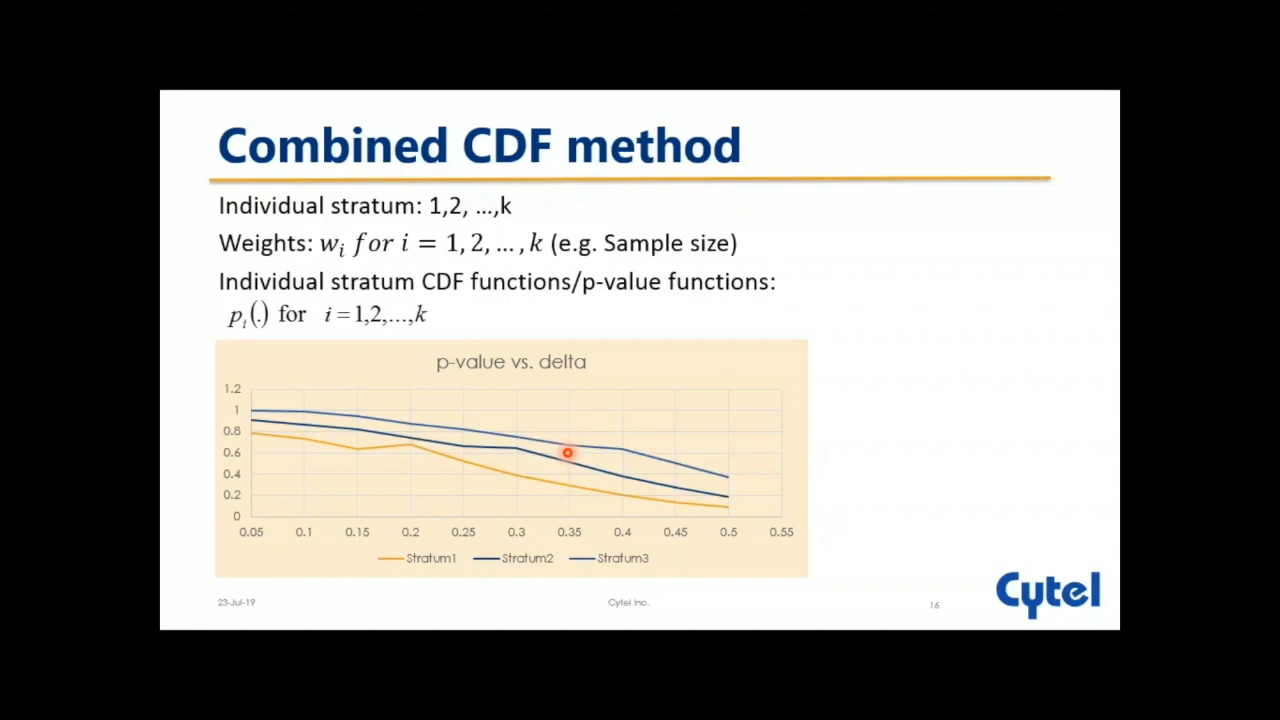 Combined CDF method
Individual stratum: 1,2, ...,k
Weights: wᵢ for i = 1, 2, ... , k (e.g. Sample size)
Individual stratum CDF functions/p-value functions:
pᵢ(.) for i = 1,2,...,k
p-value vs. delta
1.2
1
0.8
0.6
0.4
0.2
0
0.05 0.1 0.15 0.2 0.25 0.3 0.35 0.4 0.45 0.5 0.55
Stratum1 Stratum2 Stratum3
23-Jul-19 Cytel Inc. 16
Cytel